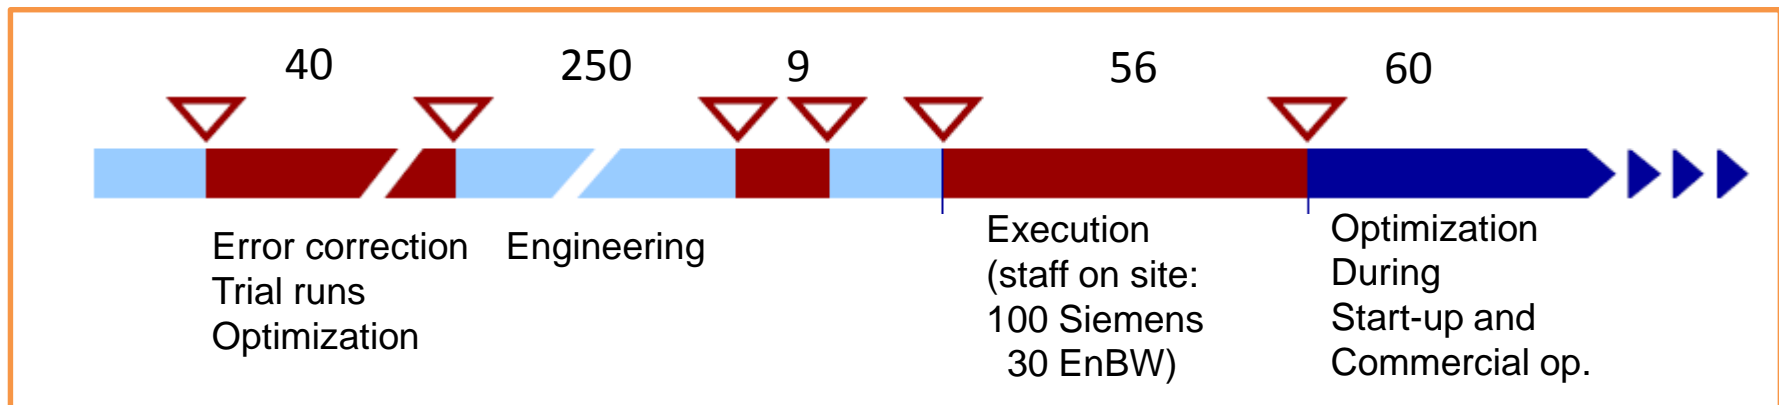 40 250 9 56 60
Error correction
Trial runs
Optimization
Engineering
Execution
(staff on site:
100 Siemens
30 EnBW)
Optimization
During
Start-up and
Commercial op.